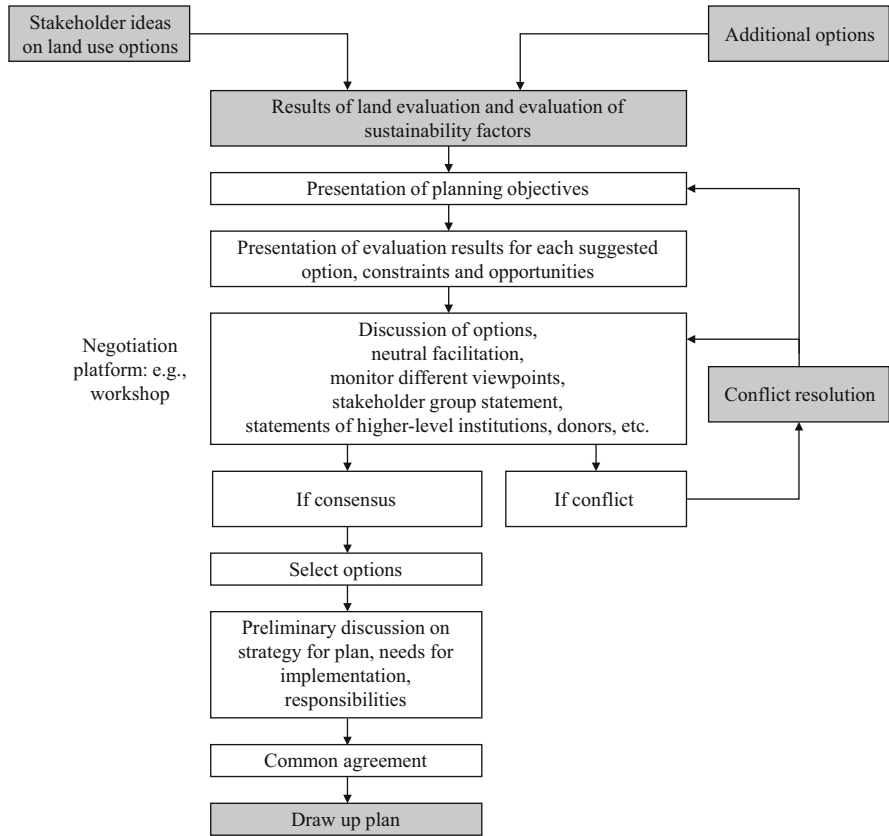 Stakeholder ideas
on land use options
Additional options
Results of land evaluation and evaluation of
sustainability factors
Presentation of planning objectives
Presentation of evaluation results for each suggested
option, constraints and opportunities
Negotiation
platform: e.g.,
workshop
Discussion of options,
neutral facilitation,
monitor different viewpoints,
stakeholder group statement,
statements of higher-level institutions, donors, etc.
Conflict resolution
If consensus
If conflict
Select options
Preliminary discussion on
strategy for plan, needs for
implementation,
responsibilities
Common agreement
Draw up plan